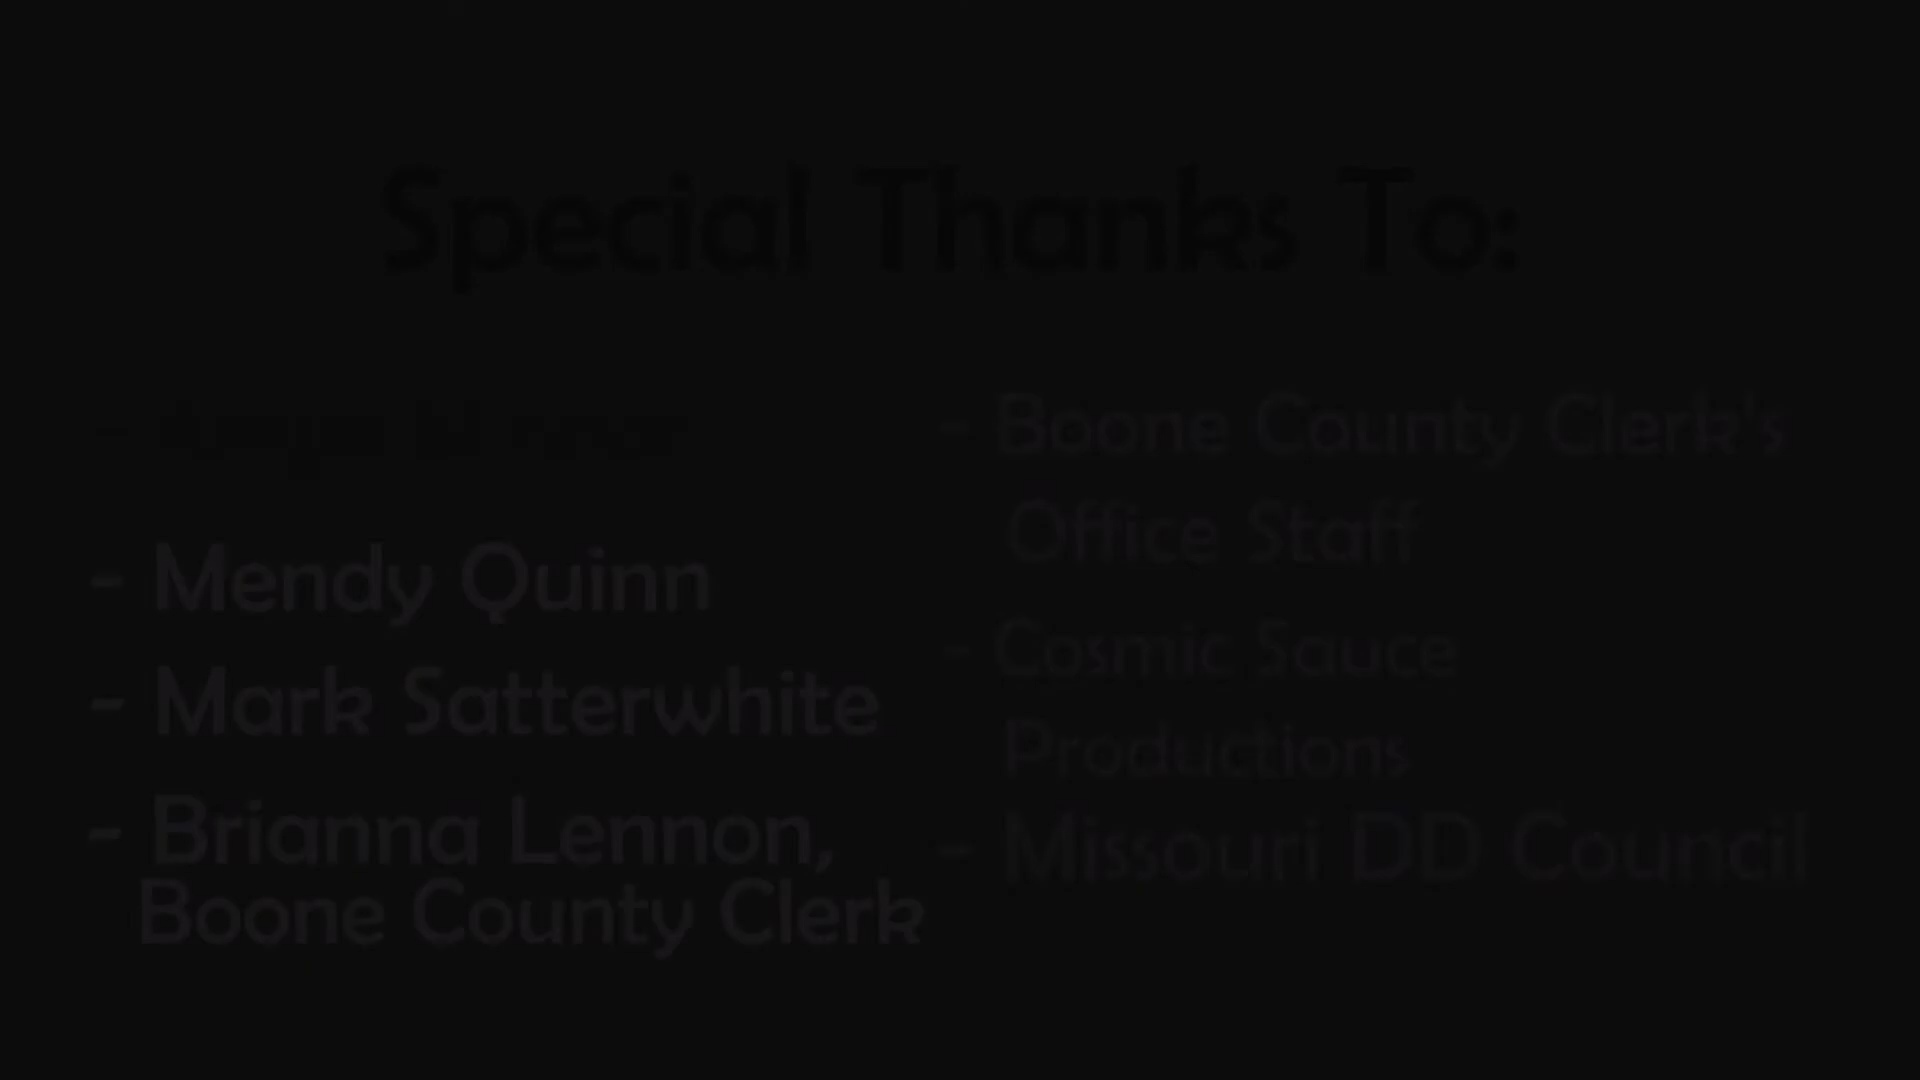 Special Thanks To:
- Mendy Quinn
- Mark Satterwhite
- Brianna Lennon,
Boone County Clerk
- Boone County Clerk's
Office Staff
- Cosmic Sauce
Productions
- Missouri DD Council